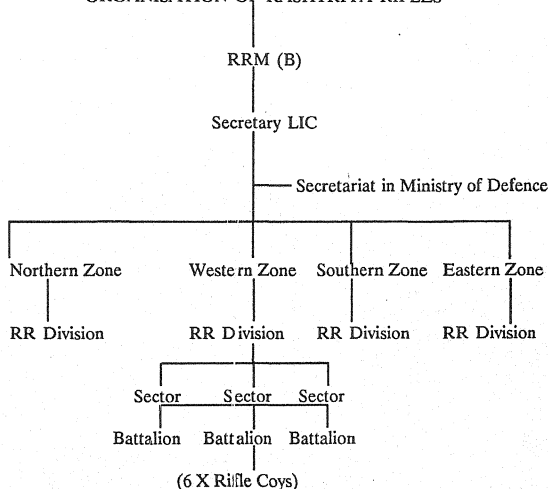 ORGANISATION OF RASHTRIYA RIFLES
RRM (B)
Secretary LIC
Secretariat in Ministry of Defence
Northern Zone Western Zone Southern Zone Eastern Zone
RR Division RR Division RR Division RR Division
Sector Sector Sector
Battalion Battalion Battalion
(6 X Rifle Coys)